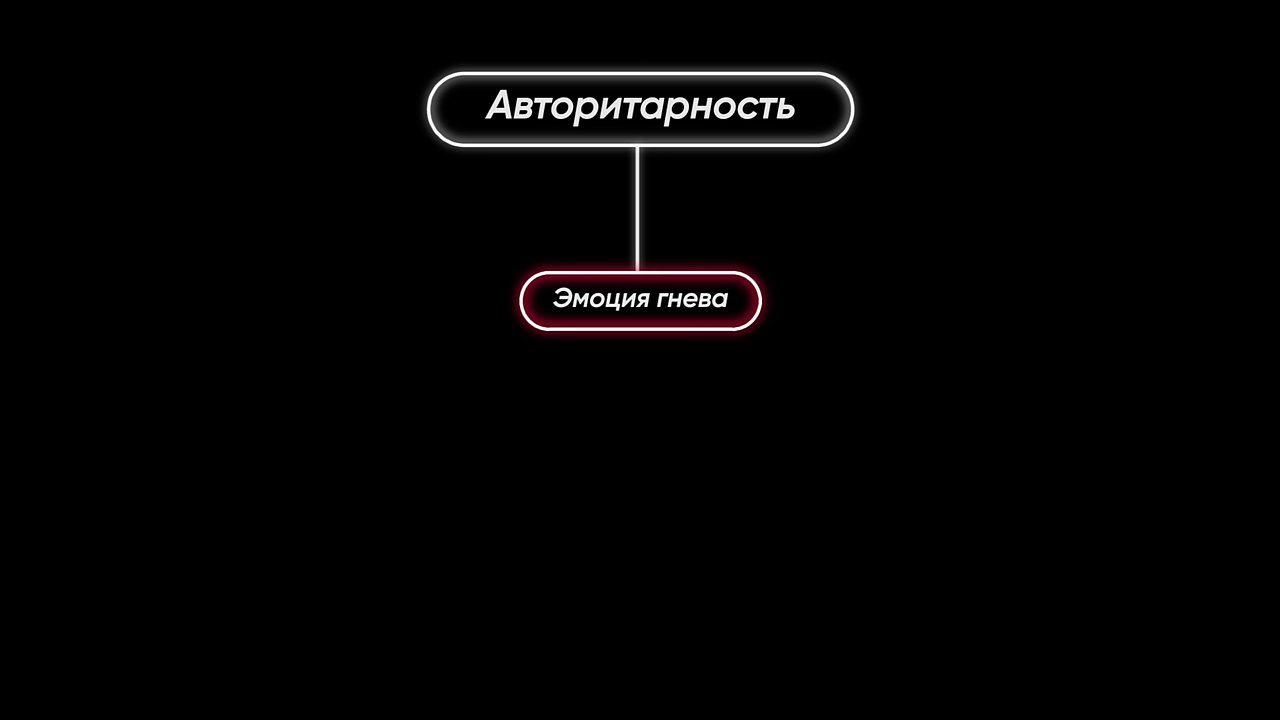 Авторитарность
Эмоция гнева